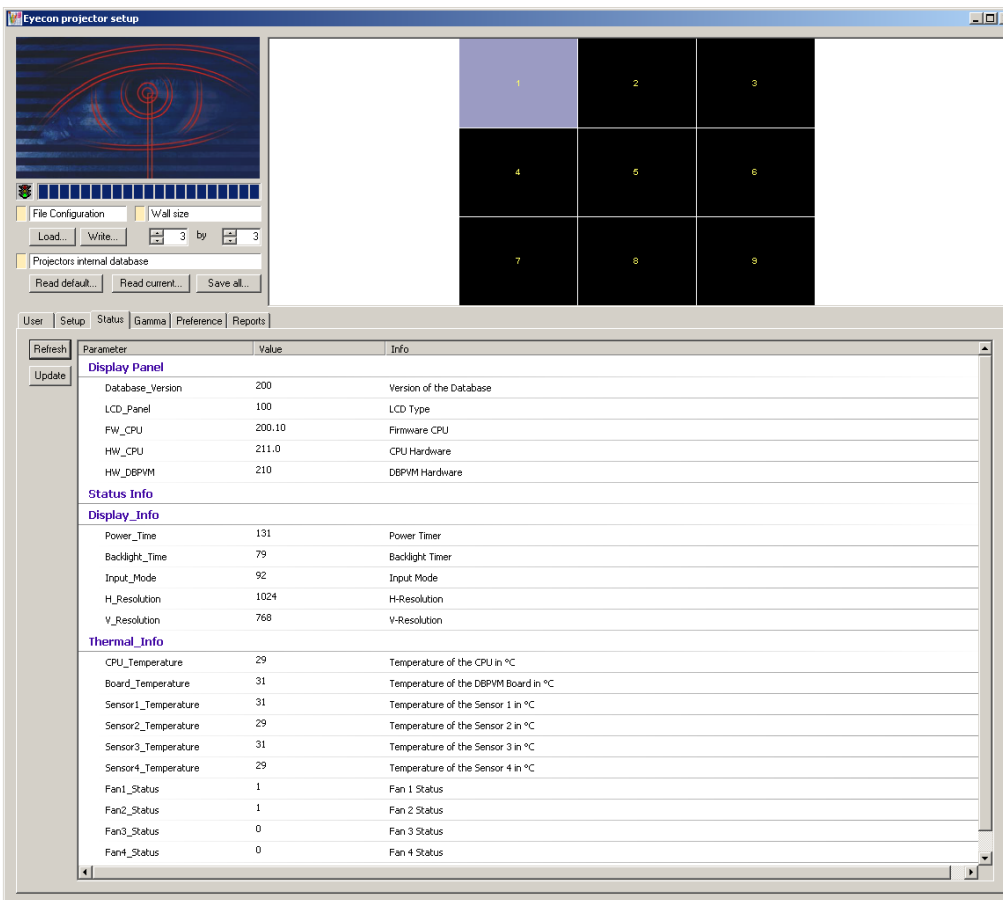 Eyecon projector setup
1 2 3
4 5 6
7 8 9
File Configuration Wall size
Load... Write... 3 by 3
Projectors internal database
Read default... Read current... Save all...
User Setup Status Gamma Preference Reports
Refresh
Update
Parameter Value Info
Display Panel
Database_Version 200 Version of the Database
LCD_Panel 100 LCD Type
FW_CPU 200.10 Firmware CPU
HW_CPU 211.0 CPU Hardware
HW_DBPVM 210 DBPVM Hardware
Status Info
Display_Info
Power_Time 131 Power Timer
Backlight_Time 79 Backlight Timer
Input_Mode 92 Input Mode
H_Resolution 1024 H-Resolution
V_Resolution 768 V-Resolution
Thermal_Info
CPU_Temperature 29 Temperature of the CPU in °C
Board_Temperature 31 Temperature of the DBPVM Board in °C
Sensor1_Temperature 31 Temperature of the Sensor 1 in °C
Sensor2_Temperature 29 Temperature of the Sensor 2 in °C
Sensor3_Temperature 31 Temperature of the Sensor 3 in °C
Sensor4_Temperature 29 Temperature of the Sensor 4 in °C
Fan1_Status 1 Fan 1 Status
Fan2_Status 1 Fan 2 Status
Fan3_Status 0 Fan 3 Status
Fan4_Status 0 Fan 4 Status